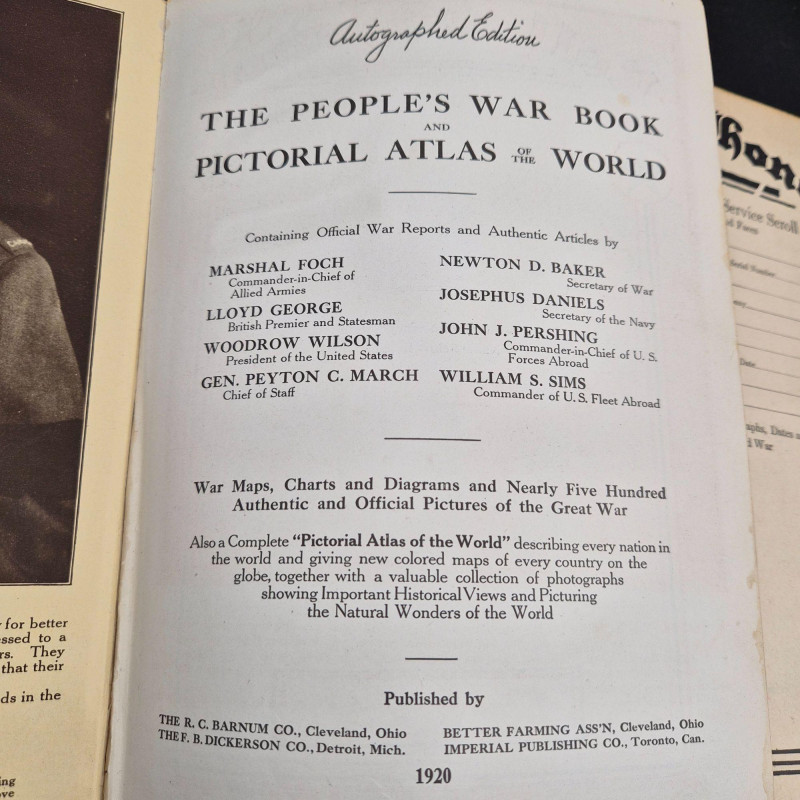 Autographed Edition
THE PEOPLE'S WAR BOOK
AND
PICTORIAL ATLAS OF THE WORLD
Containing Official War Reports and Authentic Articles by
MARSHAL FOCH
Commander-in-Chief of
Allied Armies
LLOYD GEORGE
British Premier and Statesman
WOODROW WILSON
President of the United States
GEN. PEYTON C. MARCH
Chief of Staff
NEWTON D. BAKER
Secretary of War
JOSEPHUS DANIELS
Secretary of the Navy
JOHN J. PERSHING
Commander-in-Chief of U. S.
Forces Abroad
WILLIAM S. SIMS
Commander of U. S. Fleet Abroad
War Maps, Charts and Diagrams and Nearly Five Hundred
Authentic and Official Pictures of the Great War
Also a Complete "Pictorial Atlas of the World" describing every nation in
the world and giving new colored maps of every country on the
globe, together with a valuable collection of photographs
showing Important Historical Views and Picturing
the Natural Wonders of the World
Published by
THE R. C. BARNUM CO., Cleveland, Ohio
THE F. B. DICKERSON CO., Detroit, Mich.
BETTER FARMING ASS'N, Cleveland, Ohio
IMPERIAL PUBLISHING CO., Toronto, Can.
1920
for better
to a
They
that their
in the
Service Scroll
Serial Number
Date
Dates
War